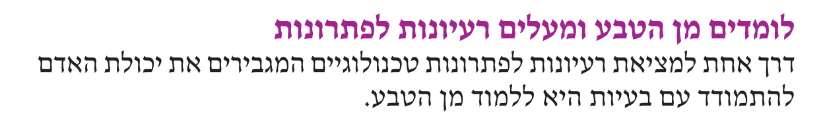 לומדים מן הטבע ומעלים רעיונות לפתרונות
דרך אחת למציאת רעיונות לפתרונות טכנולוגיים המגבירים את יכולת האדם
להתמודד עם בעיות היא ללמוד מן הטבע.